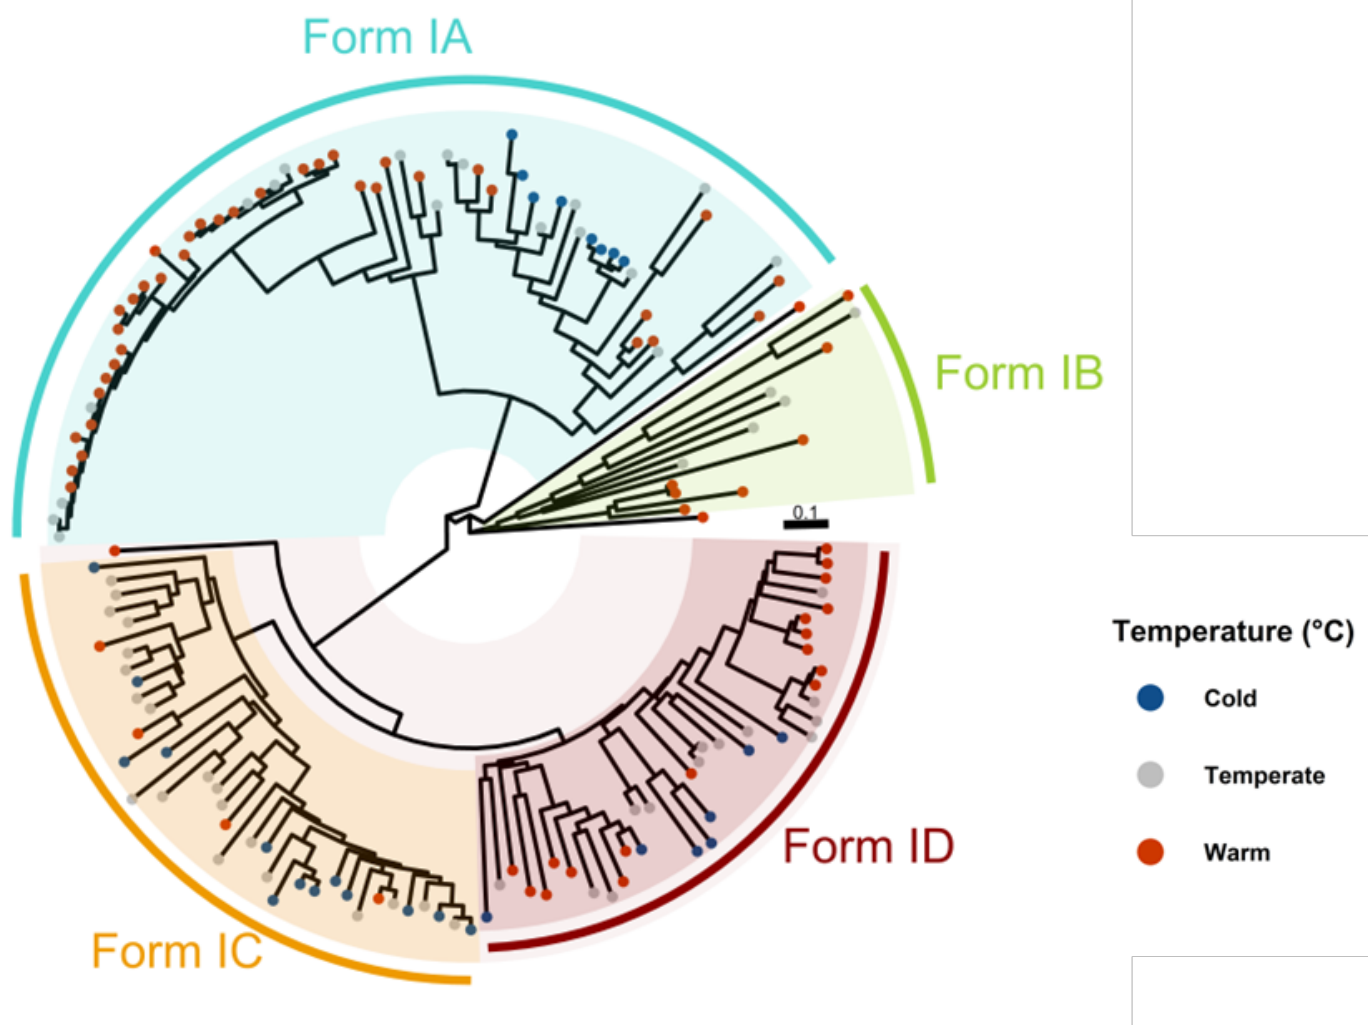 Form IA
Form IB
0.1
Temperature (°C)
Cold
Temperate
Warm
Form ID
Form IC